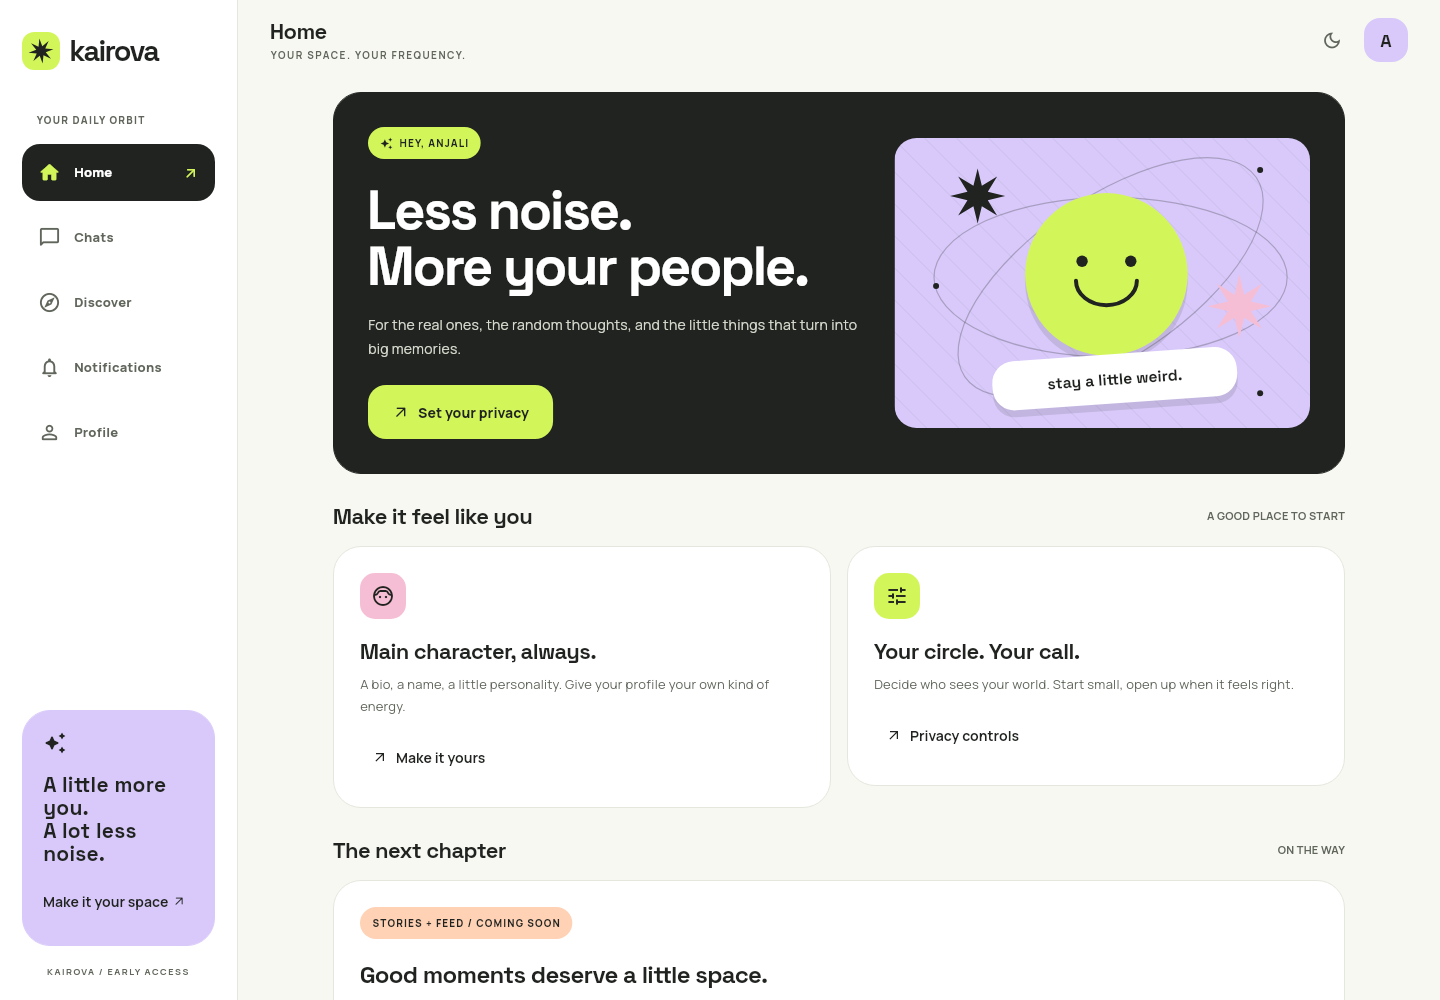 kairova
YOUR DAILY ORBIT
Home
Chats
Discover
Notifications
Profile
A little more
you.
A lot less
noise.
Make it your space
KAIROVA / EARLY ACCESS
Home
YOUR SPACE. YOUR FREQUENCY.
A
HEY, ANJALI
Less noise.
More your people.
For the real ones, the random thoughts, and the little things that turn into
big memories.
Set your privacy
stay a little weird.
Make it feel like you
A GOOD PLACE TO START
Main character, always.
A bio, a name, a little personality. Give your profile your own kind of
energy.
Make it yours
Your circle. Your call.
Decide who sees your world. Start small, open up when it feels right.
Privacy controls
The next chapter
ON THE WAY
STORIES + FEED / COMING SOON
Good moments deserve a little space.